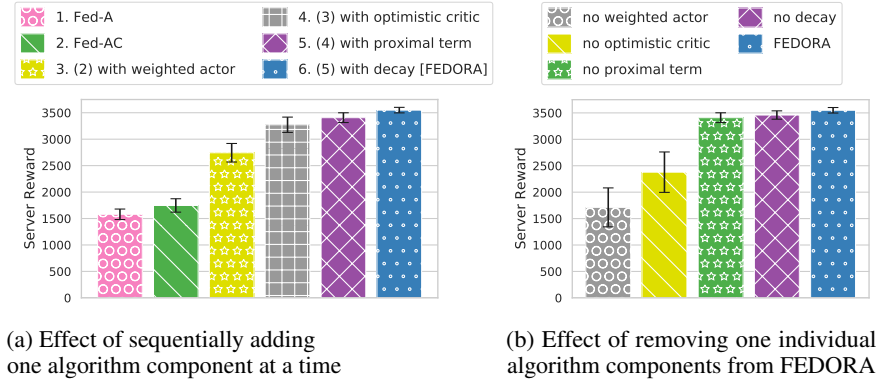 1. Fed-A
2. Fed-AC
3. (2) with weighted actor
4. (3) with optimistic critic
5. (4) with proximal term
6. (5) with decay [FEDORA]
Server Reward
3500
3000
2500
2000
1500
1000
500
0
(a) Effect of sequentially adding
one algorithm component at a time
no weighted actor
no optimistic critic
no proximal term
no decay
FEDORA
Server Reward
3500
3000
2500
2000
1500
1000
500
0
(b) Effect of removing one individual
algorithm components from FEDORA